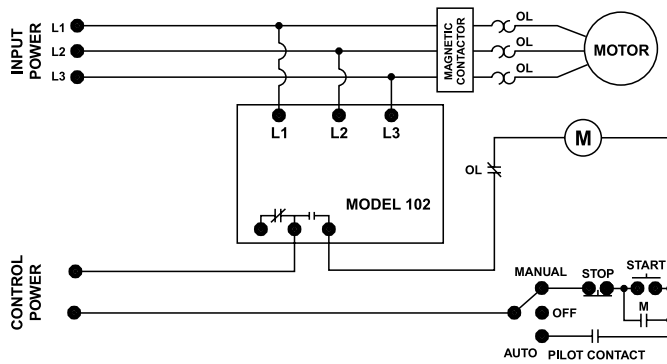 INPUT POWER
L1
L2
L3
MAGNETIC CONTACTOR
OL
OL
OL
MOTOR
L1 L2 L3
MODEL 102
OL
M
CONTROL POWER
MANUAL
OFF
AUTO
STOP
START
M
PILOT CONTACT